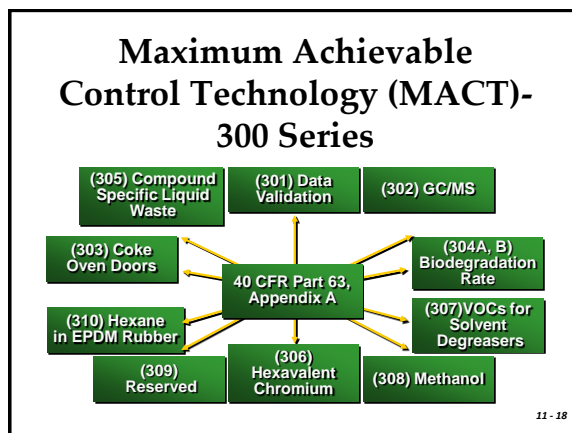 Maximum Achievable
Control Technology (MACT)-
300 Series
(305) Compound
Specific Liquid
Waste
(301) Data
Validation
(302) GC/MS
(303) Coke
Oven Doors
40 CFR Part 63,
Appendix A
(304A, B)
Biodegradation
Rate
(310) Hexane
in EPDM Rubber
(307)VOCs for
Solvent
Degreasers
(309)
Reserved
(306)
Hexavalent
Chromium
(308) Methanol
11 - 18